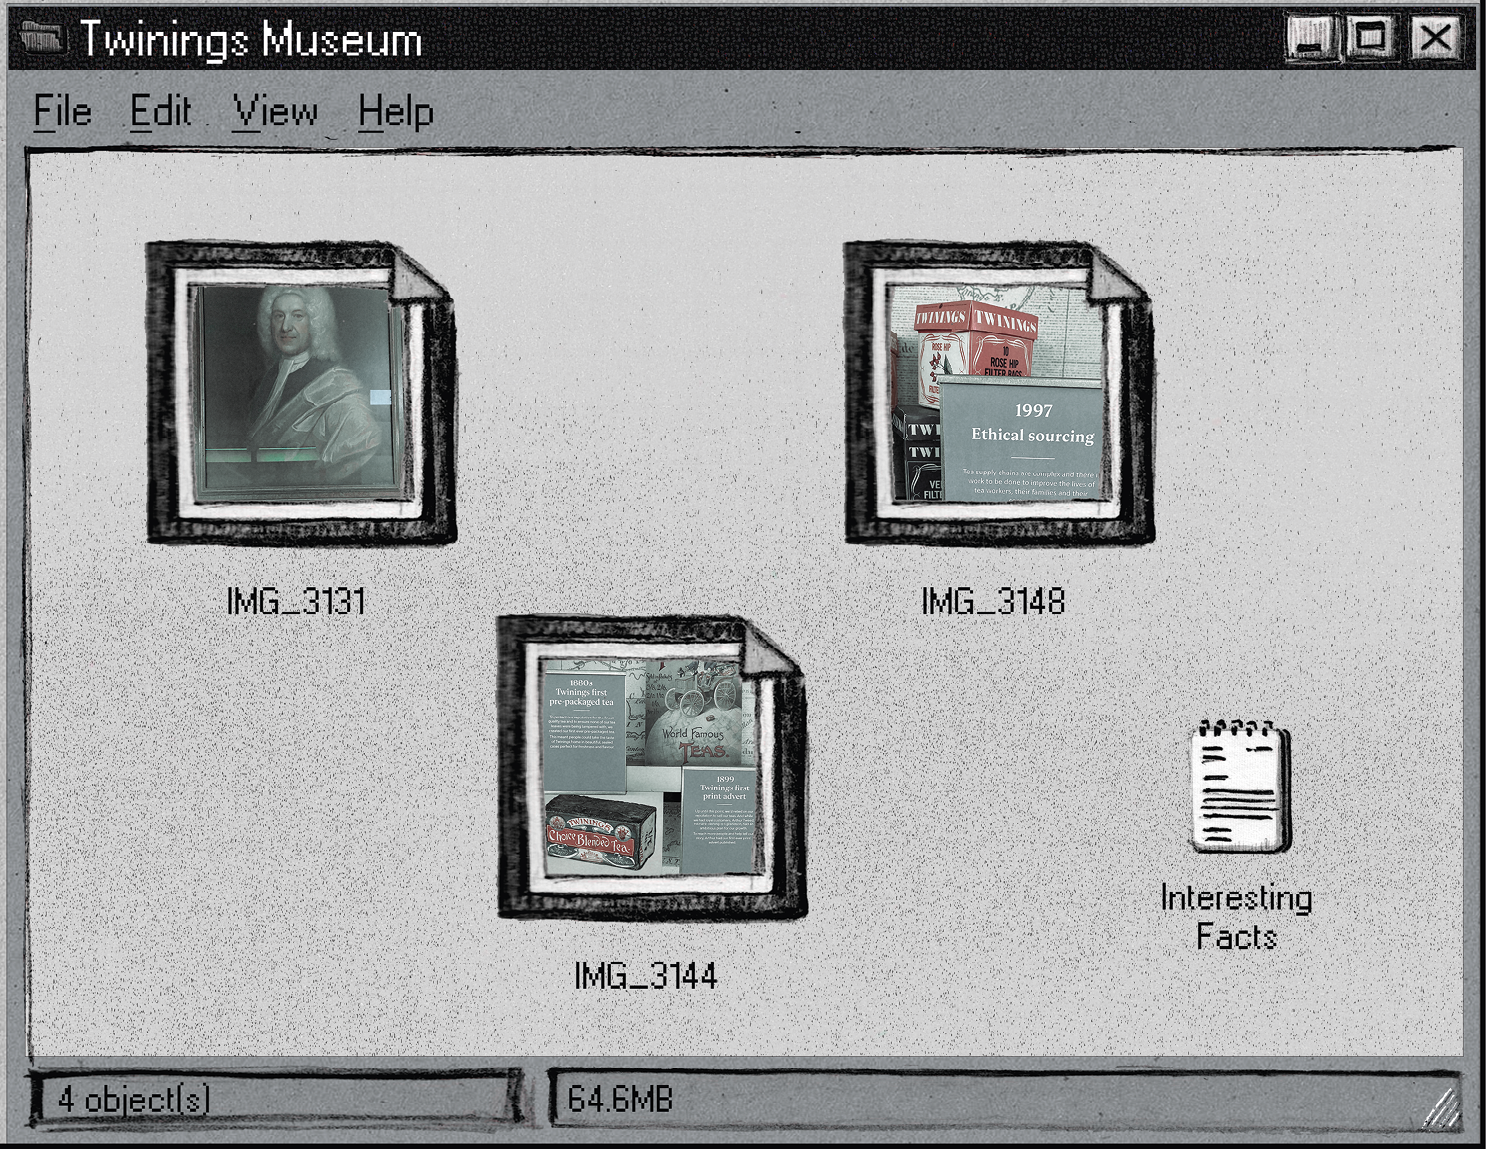 Twinings Museum
File Edit View Help
TWININGS TWININGS
ROSE HIP
10
ROSE HIP
FILTER BAGS
1997
Ethical sourcing
Tea supply chains are complex and there
work to be done to improve the lives of
tea workers, their families and their
IMG_3131
IMG_3148
1880s
Twinings first
pre-packaged tea
World Famous
TEAS.
1899
Twinings first
print advert
TWININGS
Choice Blended Tea.
IMG_3144
Interesting
Facts
4 object(s)
64.6MB